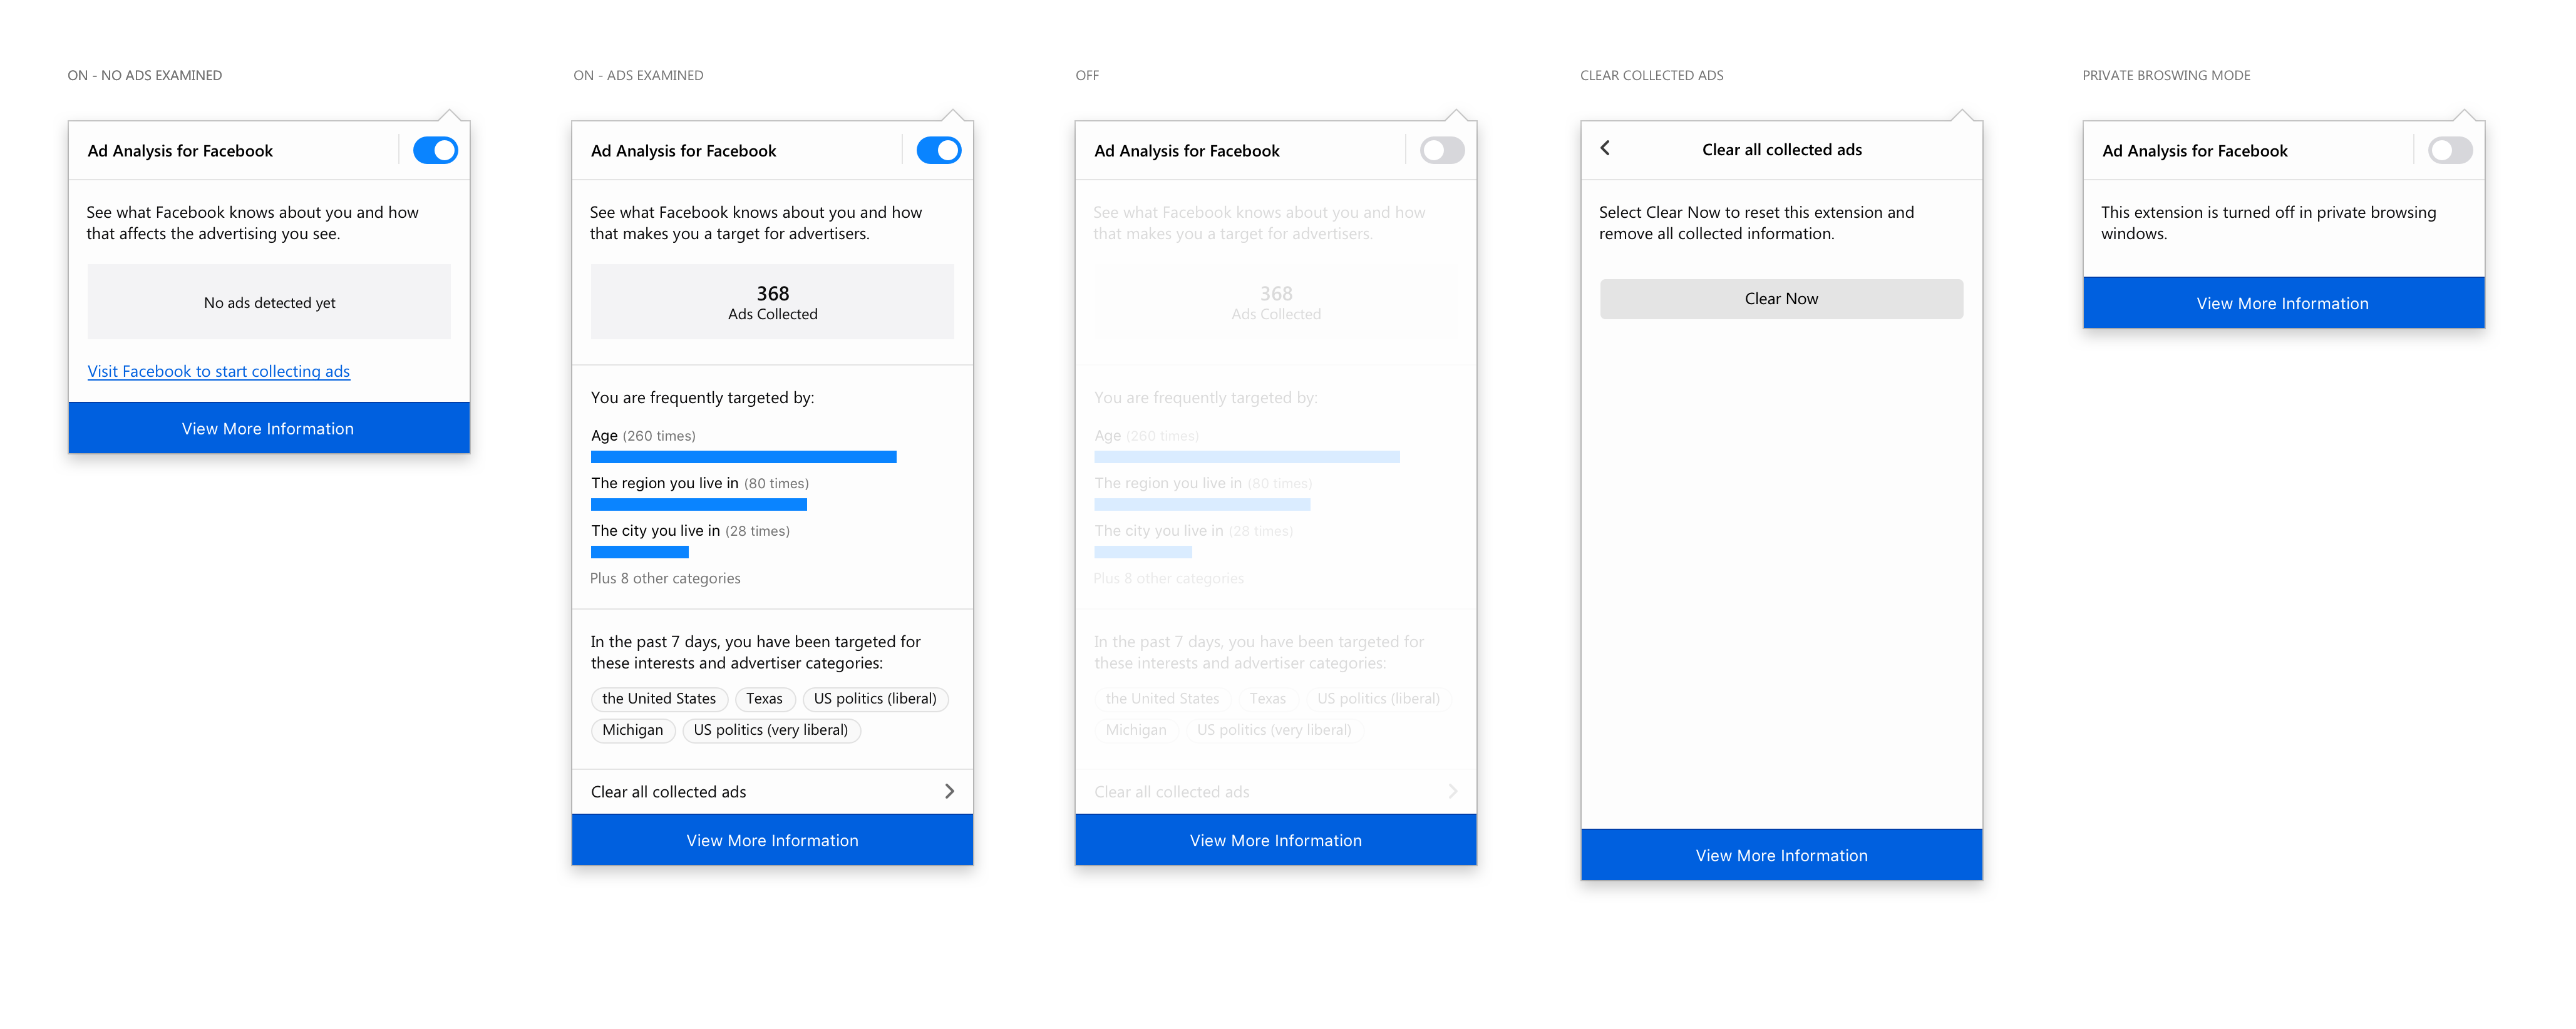 ON - NO ADS EXAMINED
Ad Analysis for Facebook
See what Facebook knows about you and how
that affects the advertising you see.
No ads detected yet
Visit Facebook to start collecting ads
View More Information
ON - ADS EXAMINED
Ad Analysis for Facebook
See what Facebook knows about you and how
that makes you a target for advertisers.
368
Ads Collected
You are frequently targeted by:
Age (260 times)
The region you live in (80 times)
The city you live in (28 times)
Plus 8 other categories
In the past 7 days, you have been targeted for
these interests and advertiser categories:
the United States Texas US politics (liberal)
Michigan US politics (very liberal)
Clear all collected ads
View More Information
OFF
Ad Analysis for Facebook
See what Facebook knows about you and how
that makes you a target for advertisers.
368
Ads Collected
You are frequently targeted by:
Age (260 times)
The region you live in (80 times)
The city you live in (28 times)
Plus 8 other categories
In the past 7 days, you have been targeted for
these interests and advertiser categories:
the United States Texas US politics (liberal)
Michigan US politics (very liberal)
Clear all collected ads
View More Information
CLEAR COLLECTED ADS
Clear all collected ads
Select Clear Now to reset this extension and
remove all collected information.
Clear Now
View More Information
PRIVATE BROSWING MODE
Ad Analysis for Facebook
This extension is turned off in private browsing
windows.
View More Information